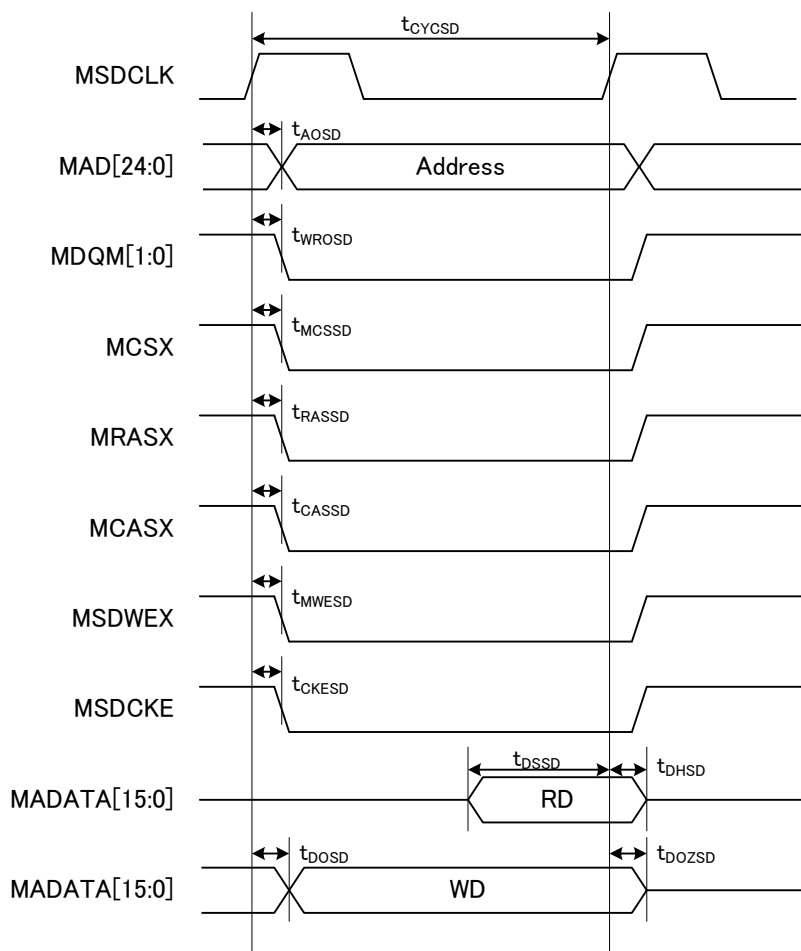 tCYCSD
MSDCLK
tAOSD
MAD[24:0]
Address
tWROSD
MDQM[1:0]
tMCSSD
MCSX
tRASSD
MRASX
tCASSD
MCASX
tMWESD
MSDWEX
tCKESD
MSDCKE
tDSSD
tDHSD
MADATA[15:0]
RD
tDOSD
tDOZSD
MADATA[15:0]
WD